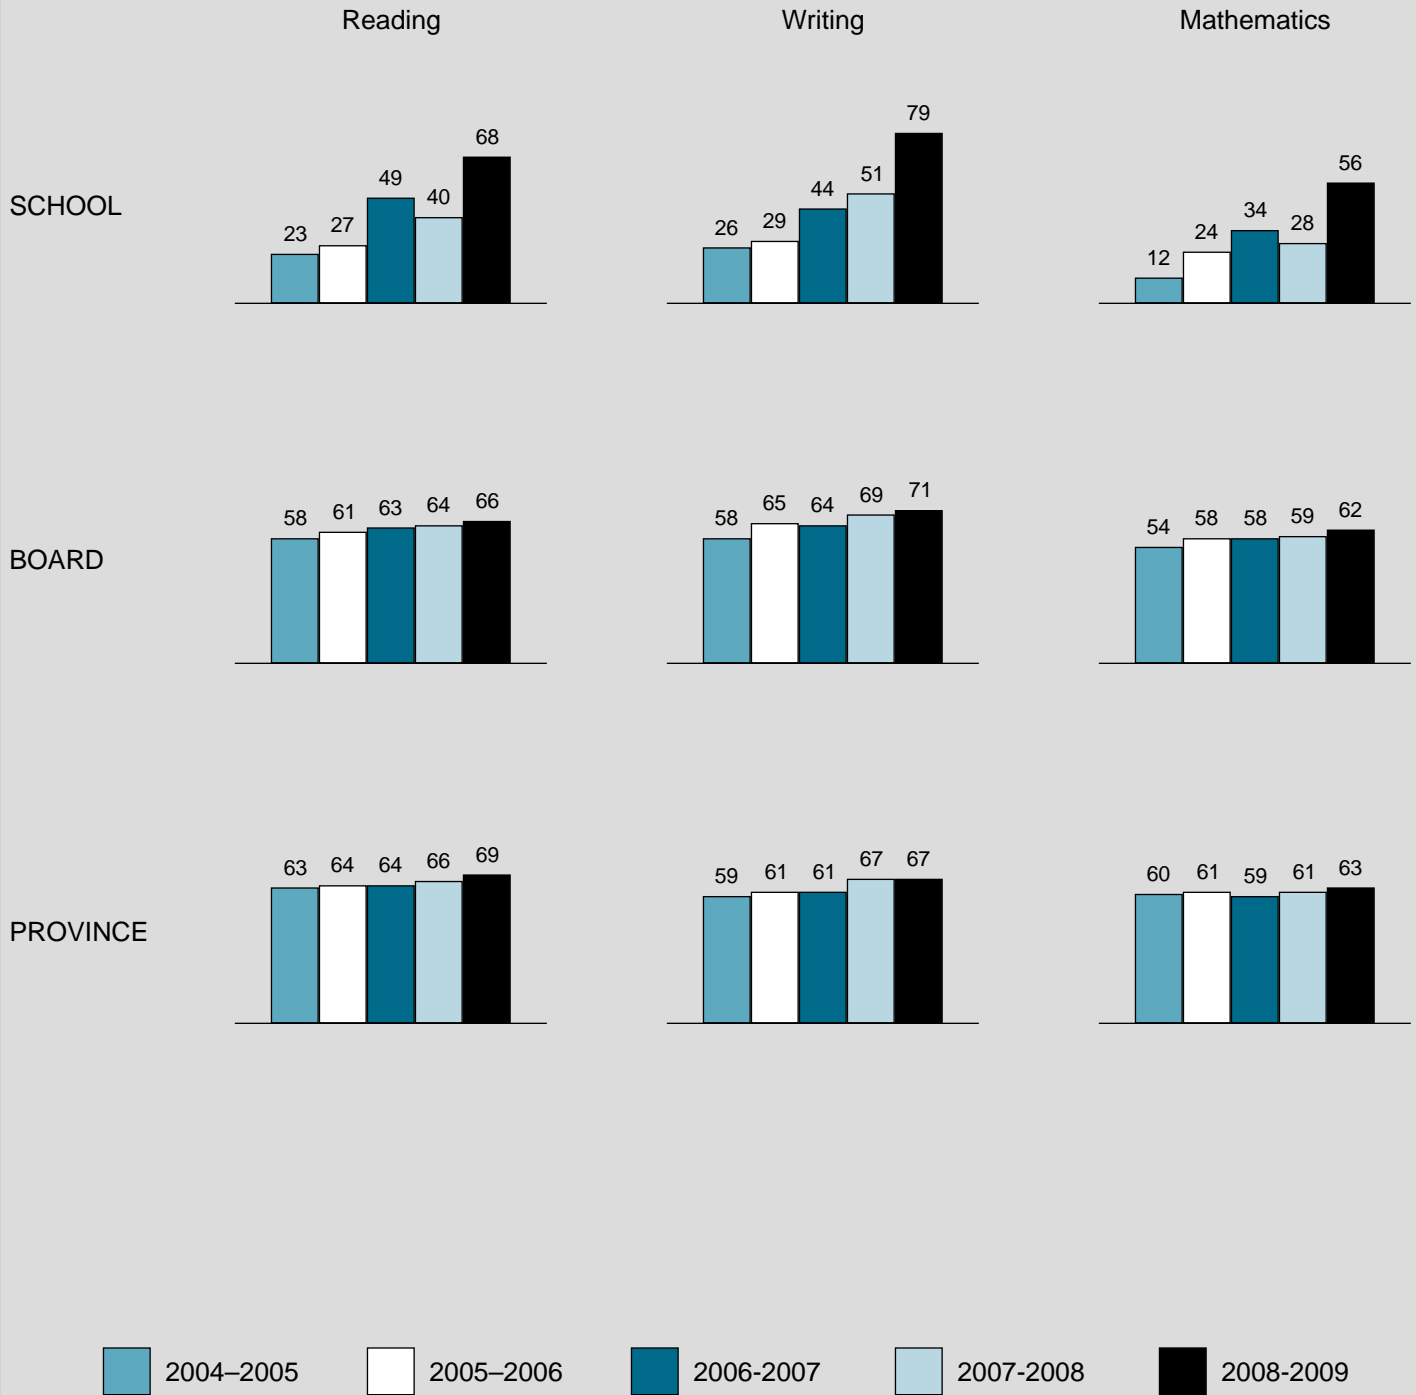 Reading Writing Mathematics
SCHOOL
23 27 49 40 68
26 29 44 51 79
12 24 34 28 56
BOARD
58 61 63 64 66
58 65 64 69 71
54 58 58 59 62
PROVINCE
63 64 64 66 69
59 61 61 67 67
60 61 59 61 63
2004–2005 2005–2006 2006-2007 2007-2008 2008-2009